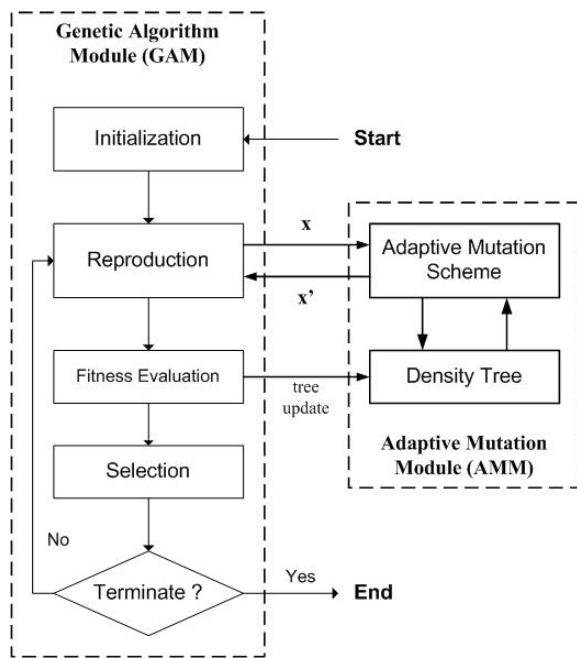 Genetic Algorithm
Module (GAM)
Initialization
Start
Reproduction
x
x’
Adaptive Mutation
Scheme
Fitness Evaluation
tree
update
Density Tree
Selection
Adaptive Mutation
Module (AMM)
No
Terminate ?
Yes
End